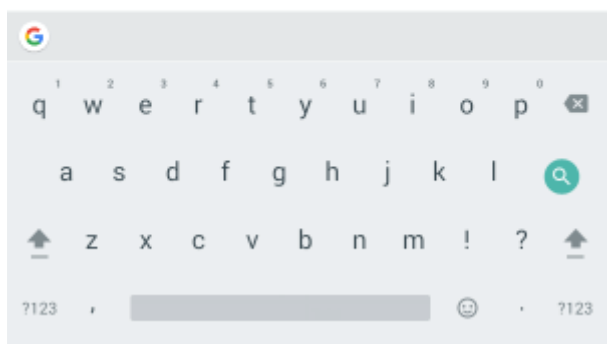 G
1 2 3 4 5 6 7 8 9 0
q w e r t y u i o p
a s d f g h j k l
z x c v b n m ! ?
?123 , . ?123